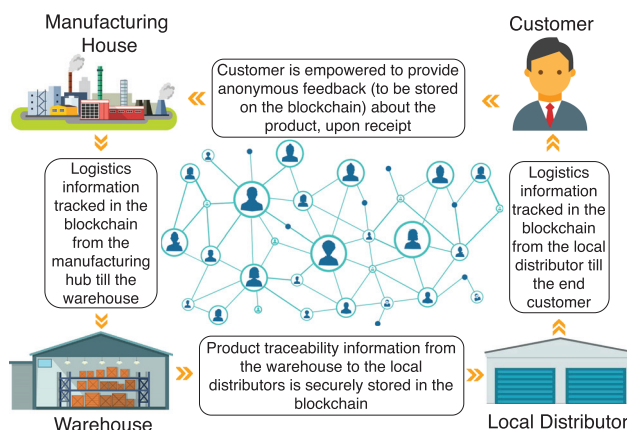 Manufacturing
House
Customer
Customer is empowered to provide
anonymous feedback (to be stored
on the blockchain) about the
product, upon receipt
Logistics
information
tracked in the
blockchain
from the
manufacturing
hub till the
warehouse
Logistics
information
tracked in the
blockchain
from the local
distributor till
the end
customer
Product traceability information from
the warehouse to the local
distributors is securely stored in the
blockchain
Warehouse
Local Distributor